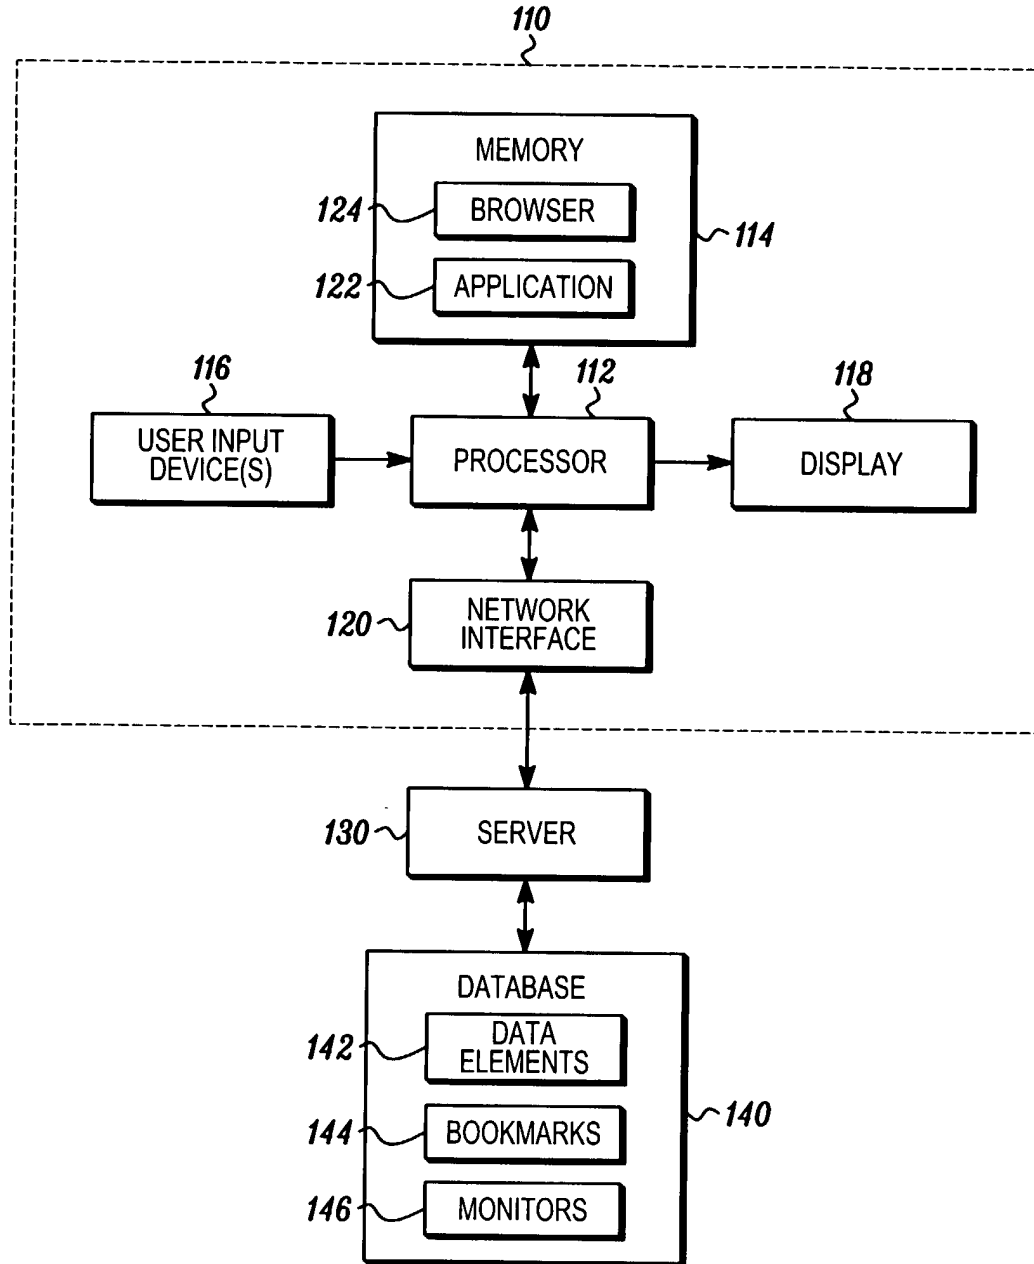 110
MEMORY
124
BROWSER
114
122
APPLICATION
116
112
118
USER INPUT
DEVICE(S)
PROCESSOR
DISPLAY
120
NETWORK
INTERFACE
130
SERVER
DATABASE
142
DATA
ELEMENTS
140
144
BOOKMARKS
146
MONITORS